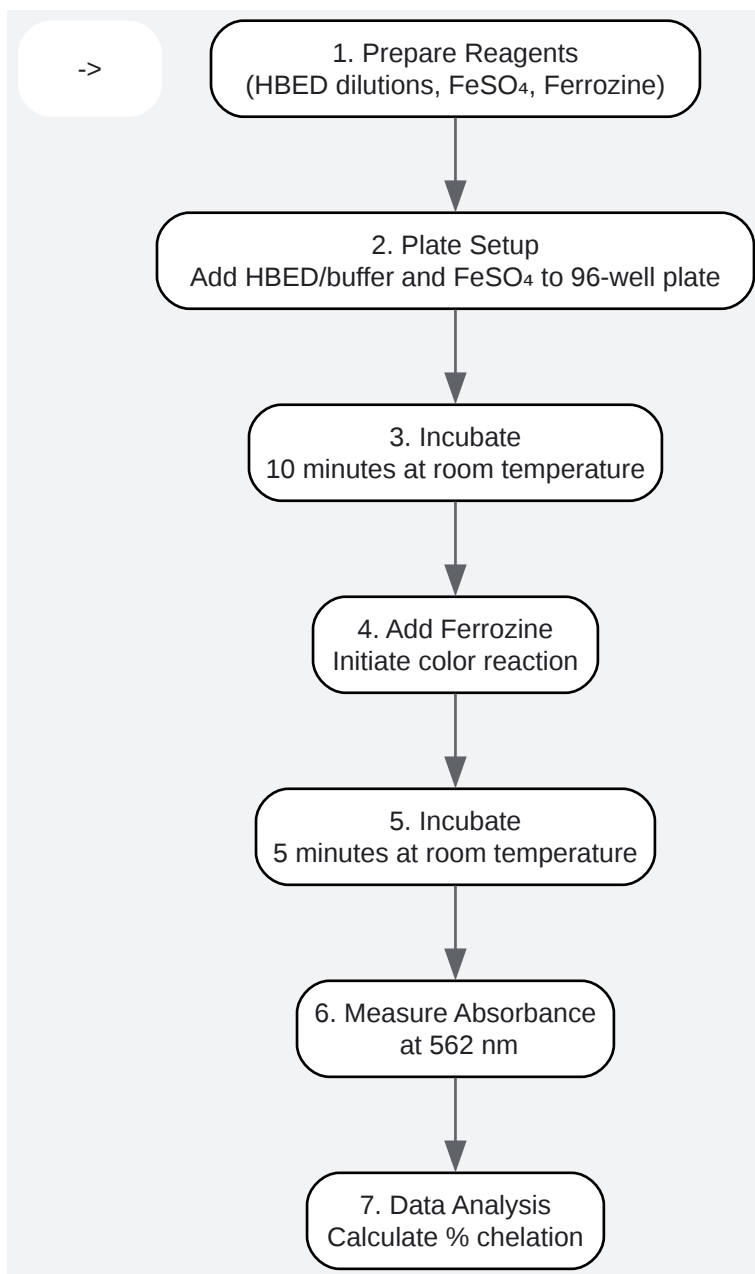 ->
1. Prepare Reagents
(HBED dilutions, FeSO₄, Ferrozine)
2. Plate Setup
Add HBED/buffer and FeSO₄ to 96-well plate
3. Incubate
10 minutes at room temperature
4. Add Ferrozine
Initiate color reaction
5. Incubate
5 minutes at room temperature
6. Measure Absorbance
at 562 nm
7. Data Analysis
Calculate % chelation